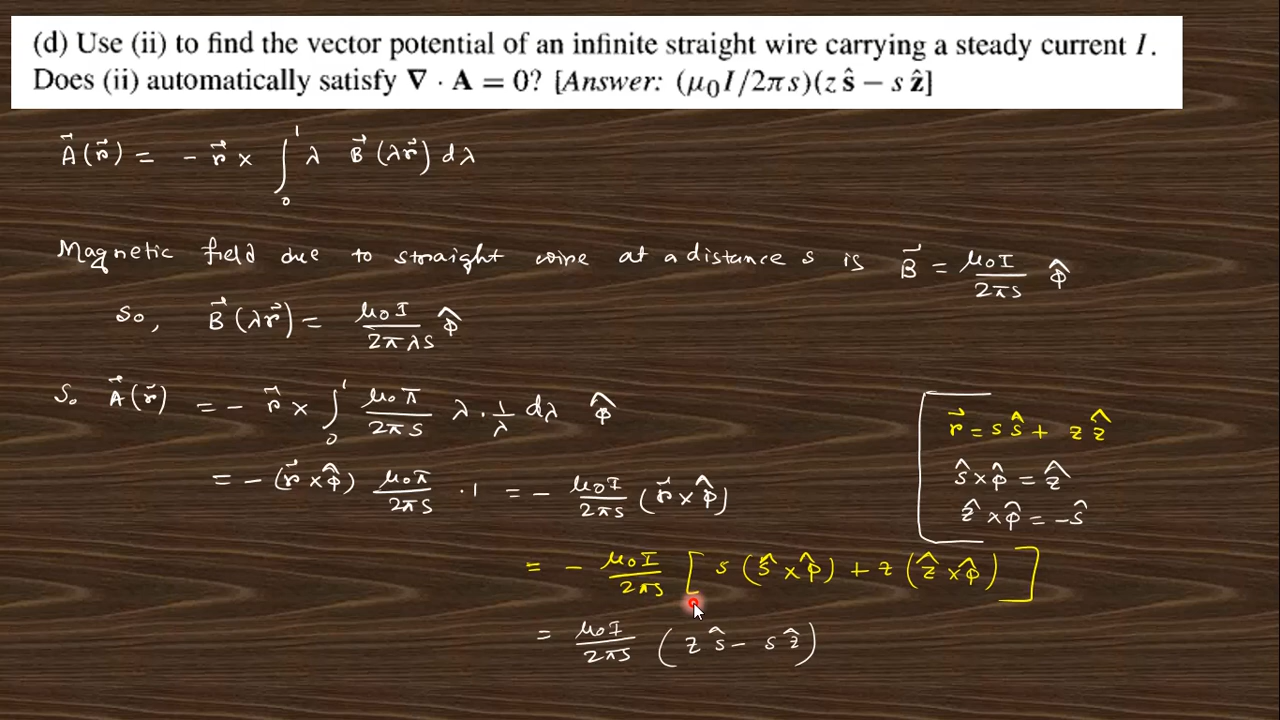 (d) Use (ii) to find the vector potential of an infinite straight wire carrying a steady current I.
Does (ii) automatically satisfy ∇ · A = 0? [Answer: (μ₀I/2πs)(z ŝ − s ẑ]
A⃗(r⃗) = - r⃗ × ∫₀¹ λ B⃗(λr⃗) dλ
Magnetic field due to straight wire at a distance s is B⃗ = μ₀I/2πs φ̂
So, B⃗(λr⃗) = μ₀I/2πλs φ̂
So A⃗(r⃗) = - r⃗ × ∫₀¹ μ₀π/2πs λ · 1/λ dλ φ̂
= - (r⃗ × φ̂) μ₀π/2πs · 1 = - μ₀I/2πs (r⃗ × φ̂)
r⃗ = s ŝ + z ẑ
ŝ × φ̂ = ẑ
ẑ × φ̂ = -ŝ
= - μ₀I/2πs [ s (ŝ × φ̂) + z (ẑ × φ̂) ]
= μ₀I/2πs (z ŝ - s ẑ)